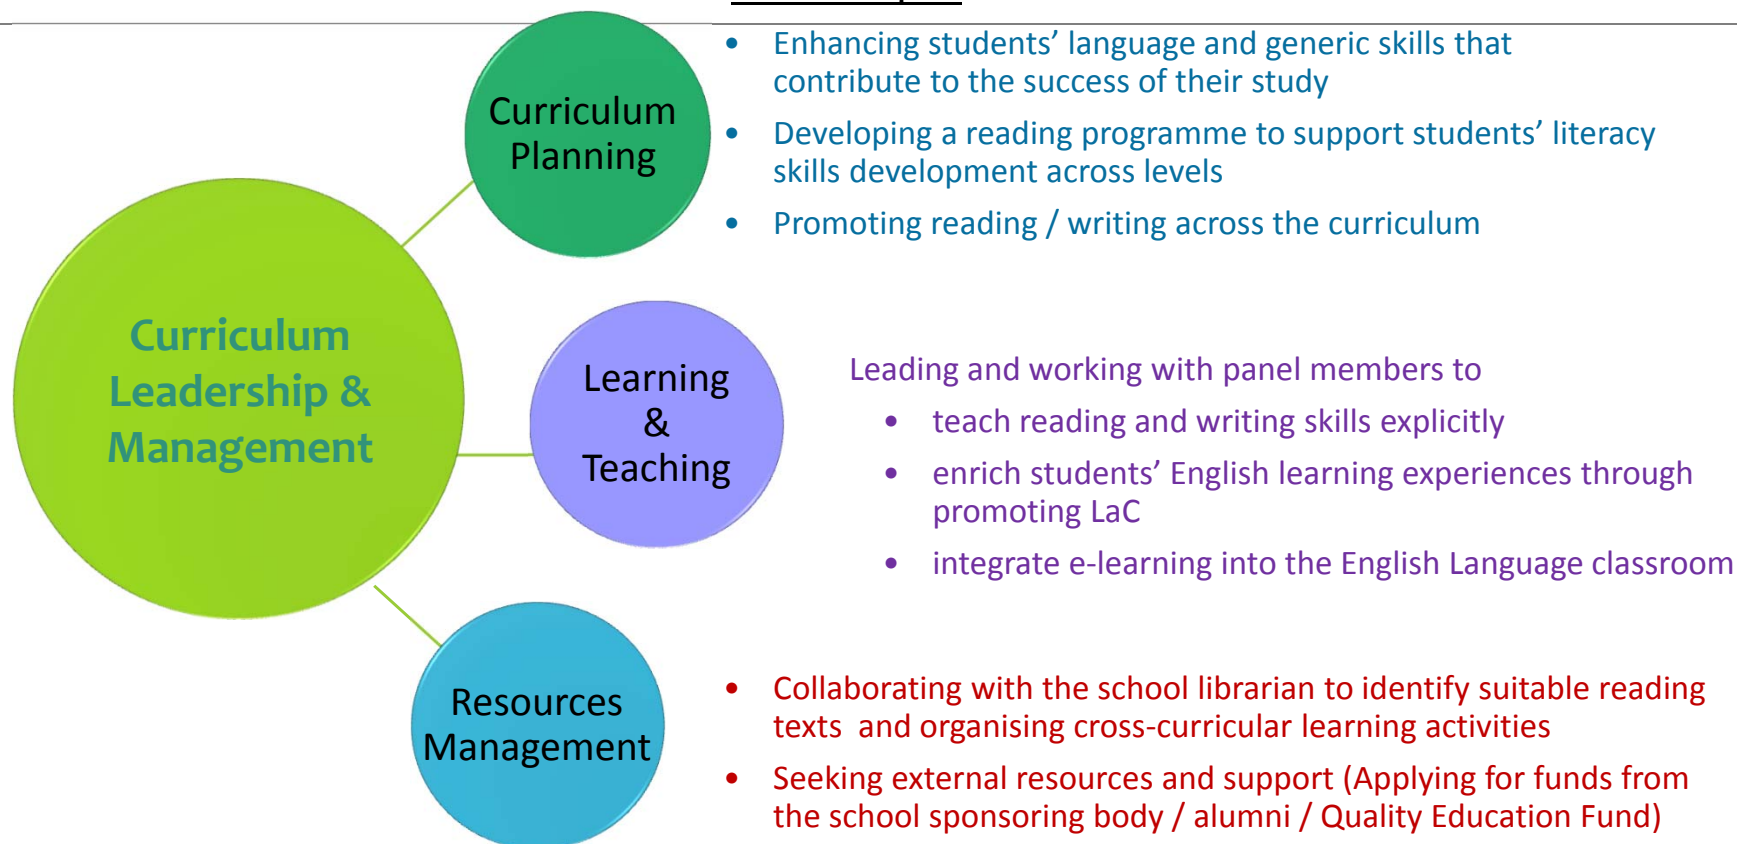 Curriculum
Planning
• Enhancing students’ language and generic skills that
contribute to the success of their study
• Developing a reading programme to support students’ literacy
skills development across levels
• Promoting reading / writing across the curriculum
Curriculum
Leadership &
Management
Learning
&
Teaching
Leading and working with panel members to
• teach reading and writing skills explicitly
• enrich students’ English learning experiences through
promoting LaC
• integrate e-learning into the English Language classroom
Resources
Management
• Collaborating with the school librarian to identify suitable reading
texts and organising cross-curricular learning activities
• Seeking external resources and support (Applying for funds from
the school sponsoring body / alumni / Quality Education Fund)